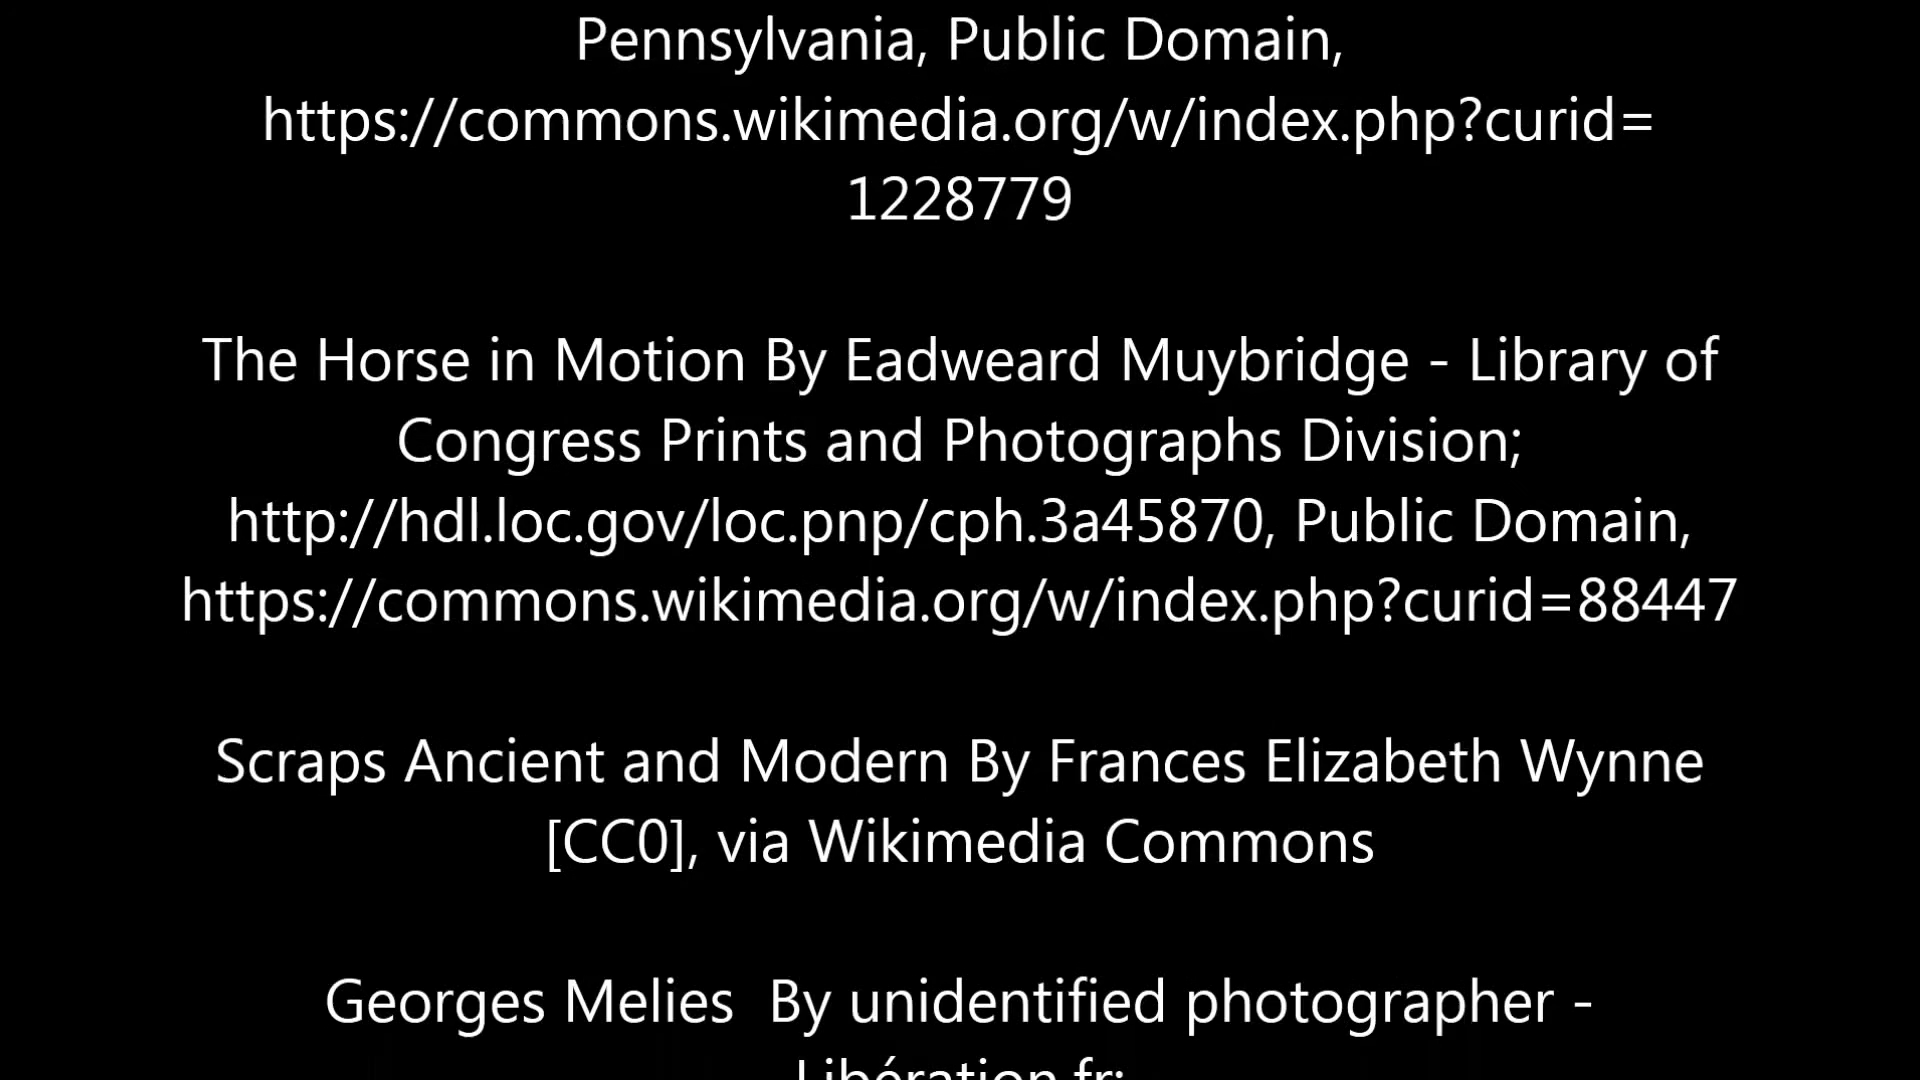 Pennsylvania, Public Domain,
https://commons.wikimedia.org/w/index.php?curid=
1228779
The Horse in Motion By Eadweard Muybridge - Library of
Congress Prints and Photographs Division;
http://hdl.loc.gov/loc.pnp/cph.3a45870, Public Domain,
https://commons.wikimedia.org/w/index.php?curid=88447
Scraps Ancient and Modern By Frances Elizabeth Wynne
[CC0], via Wikimedia Commons
Georges Melies  By unidentified photographer -
Libération.fr;